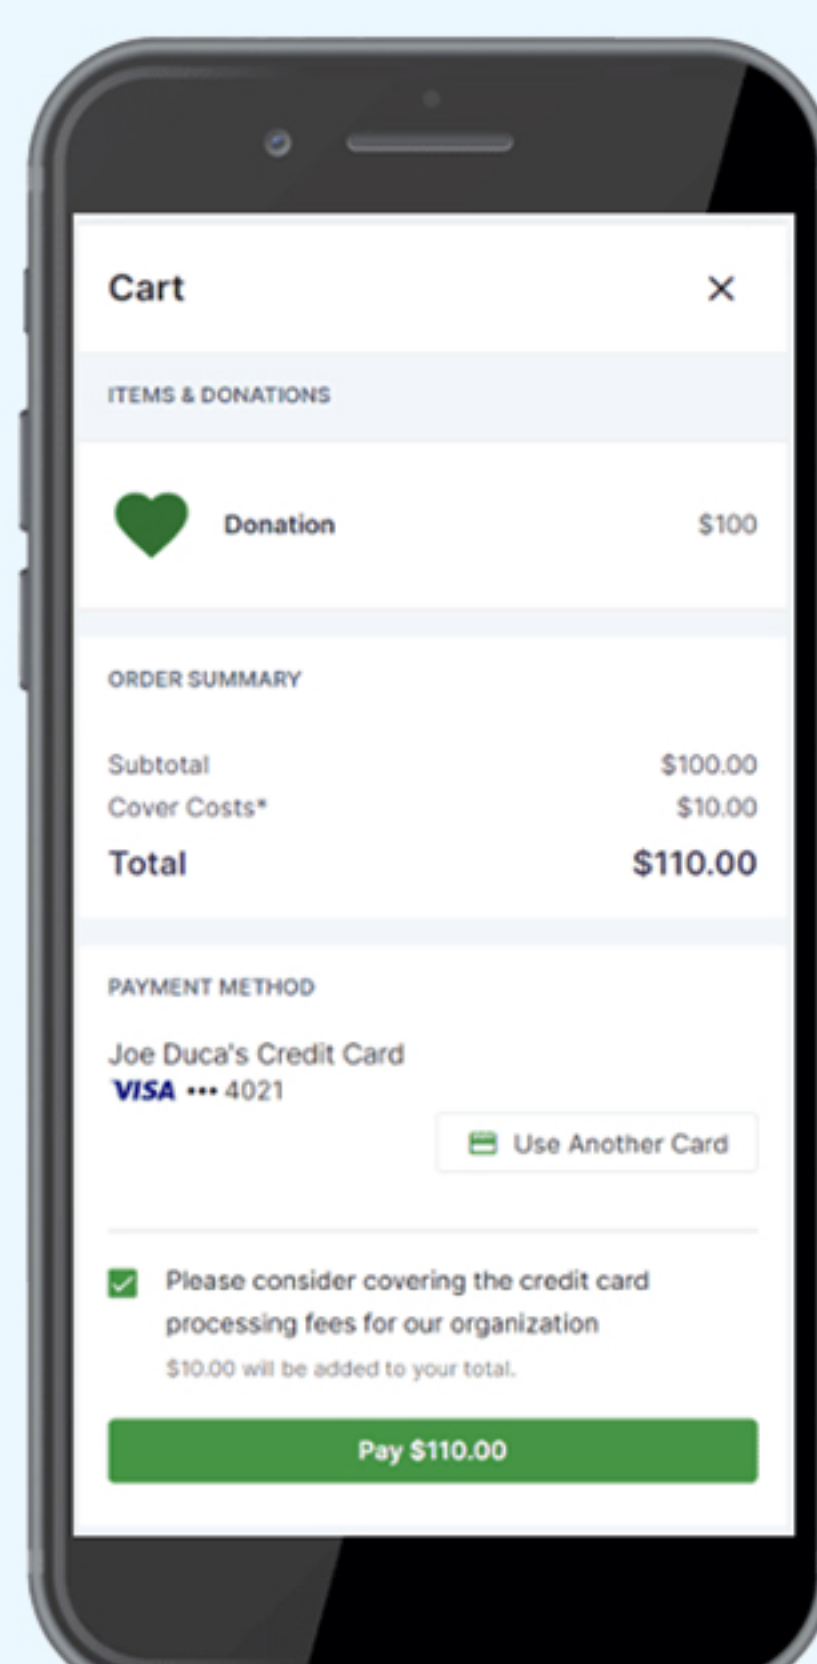 Cart
ITEMS & DONATIONS
Donation $100
ORDER SUMMARY
Subtotal $100.00
Cover Costs* $10.00
Total $110.00
PAYMENT METHOD
Joe Duca's Credit Card
VISA ••• 4021
Use Another Card
Please consider covering the credit card
processing fees for our organization
$10.00 will be added to your total.
Pay $110.00